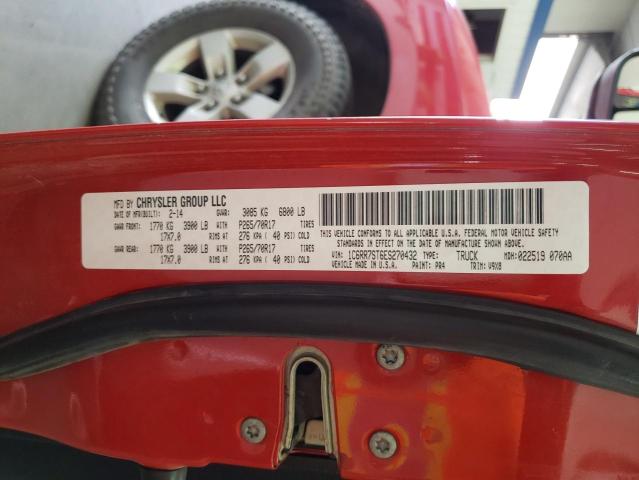 MFD BY CHRYSLER GROUP LLC
DATE OF MFR(BUILT): 2-14 GVWR: 3085 KG 6800 LB
GAWR FRONT: 1770 KG 3900 LB WITH P265/70R17 TIRES
17X7.0 RIMS AT 276 KPA ( 40 PSI) COLD
GAWR REAR: 1770 KG 3900 LB WITH P265/70R17 TIRES
17X7.0 RIMS AT 276 KPA ( 40 PSI) COLD
THIS VEHICLE CONFORMS TO ALL APPLICABLE U.S.A. FEDERAL MOTOR VEHICLE SAFETY
STANDARDS IN EFFECT ON THE DATE OF MANUFACTURE SHOWN ABOVE.
VIN: 1C6RR7ST6ES270432 TYPE: TRUCK MDH: 022519 070AA
VEHICLE MADE IN U.S.A. PAINT: PR4 TRIM: V9X8